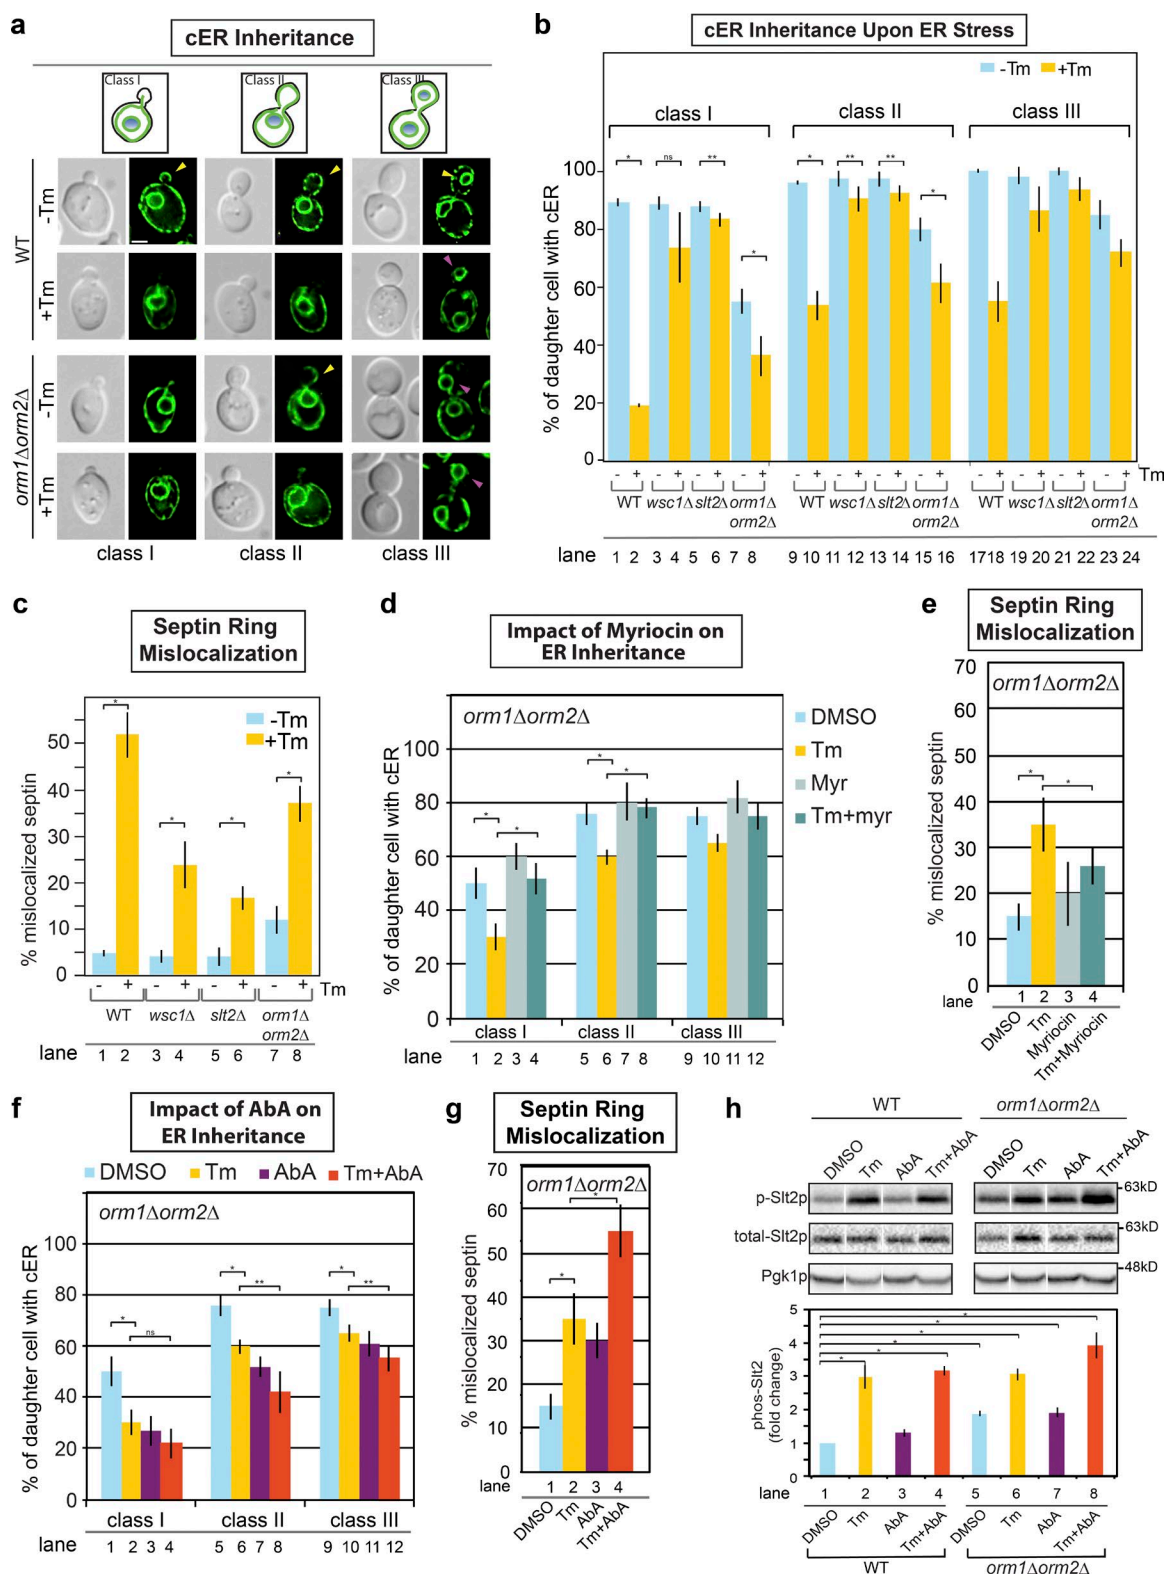 a
cER Inheritance
Class I
Class II
Class III
WT
-Tm
+Tm
orm1Δorm2Δ
-Tm
+Tm
class I
class II
class III
b
cER Inheritance Upon ER Stress
-Tm
+Tm
class I
class II
class III
% of daughter cell with cER
100
80
60
40
20
0
* ns ** * * ** ** *
- + - + - + - + - + - + - + - + - + - + - + - + Tm
WT wsc1Δ slt2Δ orm1Δ orm2Δ
WT wsc1Δ slt2Δ orm1Δ orm2Δ
WT wsc1Δ slt2Δ orm1Δ orm2Δ
lane 1 2 3 4 5 6 7 8 9 10 11 12 13 14 15 16 17 18 19 20 21 22 23 24
c
Septin Ring
Mislocalization
-Tm
+Tm
% mislocalized septin
50
40
30
20
10
0
* * * *
- + - + - + - + Tm
WT wsc1Δ slt2Δ orm1Δ orm2Δ
lane 1 2 3 4 5 6 7 8
d
Impact of Myriocin on
ER Inheritance
orm1Δorm2Δ
% of daughter cell with cER
100
80
60
40
20
0
* * * *
DMSO
Tm
Myr
Tm+myr
class I class II class III
lane 1 2 3 4 5 6 7 8 9 10 11 12
e
Septin Ring
Mislocalization
orm1Δorm2Δ
% mislocalized septin
70
60
50
40
30
20
10
0
* *
lane 1 2 3 4
DMSO
Tm
Myriocin
Tm+Myriocin
f
Impact of AbA on
ER Inheritance
DMSO Tm AbA Tm+AbA
orm1Δorm2Δ
% of daughter cell with cER
100
80
60
40
20
0
* ns * ** * **
class I class II class III
lane 1 2 3 4 5 6 7 8 9 10 11 12
g
Septin Ring
Mislocalization
orm1Δorm2Δ
% mislocalized septin
70
60
50
40
30
20
10
0
* *
lane 1 2 3 4
DMSO
Tm
AbA
Tm+AbA
h
WT
orm1Δorm2Δ
DMSO Tm AbA Tm+AbA DMSO Tm AbA Tm+AbA
p-Slt2p
63kD
total-Slt2p
63kD
Pgk1p
48kD
phos-Slt2
(fold change)
5
4
3
2
1
0
* * * * * *
lane 1 2 3 4 5 6 7 8
DMSO Tm AbA Tm+AbA DMSO Tm AbA Tm+AbA
WT
orm1Δorm2Δ